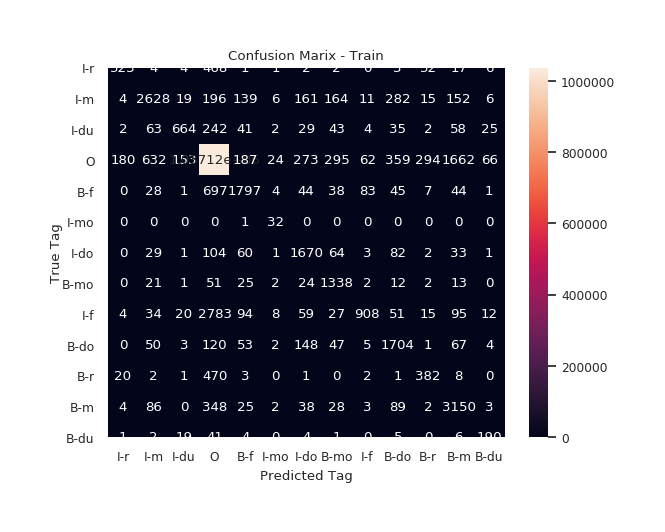 Confusion Marix - Train
I-r 4 4 1 1 2 2 0
I-m 4 2628 19 196 139 6 161 164 11 282 15 152 6
I-du 2 63 664 242 41 2 29 43 4 35 2 58 25
O 180 632 187 24 273 295 62 359 294 1662 66
B-f 0 28 1 697 1797 4 44 38 83 45 7 44 1
I-mo 0 0 0 0 1 32 0 0 0 0 0 0 0
I-do 0 29 1 104 60 1 1670 64 3 82 2 33 1
B-mo 0 21 1 51 25 2 24 1338 2 12 2 13 0
I-f 4 34 20 2783 94 8 59 27 908 51 15 95 12
B-do 0 50 3 120 53 2 148 47 5 1704 1 67 4
B-r 20 2 1 470 3 0 1 0 2 1 382 8 0
B-m 4 86 0 348 25 2 38 28 3 89 2 3150 3
B-du 1 2 19 41 4 0 4 1 0 5 0 6 190
I-r I-m I-du O B-f I-mo I-do B-mo I-f B-do B-r B-m B-du
Predicted Tag
True Tag
1000000
800000
600000
400000
200000
0